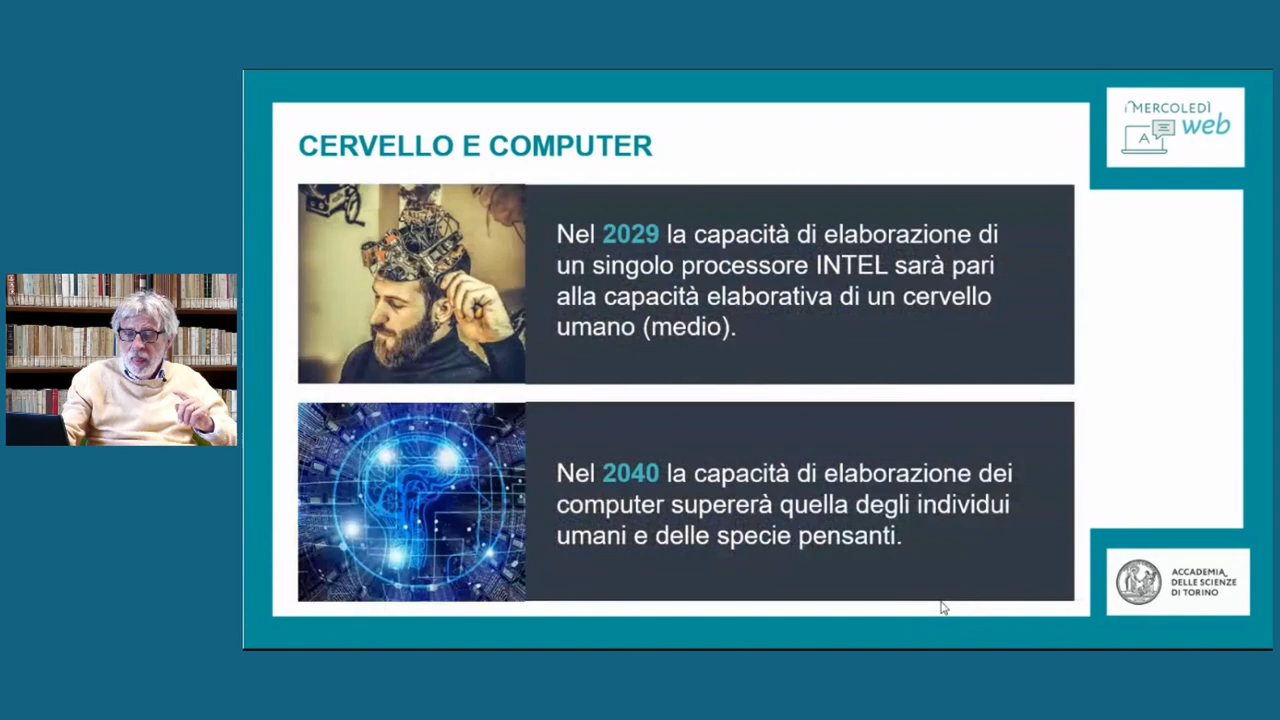 CERVELLO E COMPUTER
Nel 2029 la capacità di elaborazione di
un singolo processore INTEL sarà pari
alla capacità elaborativa di un cervello
umano (medio).
Nel 2040 la capacità di elaborazione dei
computer supererà quella degli individui
umani e delle specie pensanti.
i MERCOLEDÌ
A web
ACCADEMIA
DELLE SCIENZE
DI TORINO